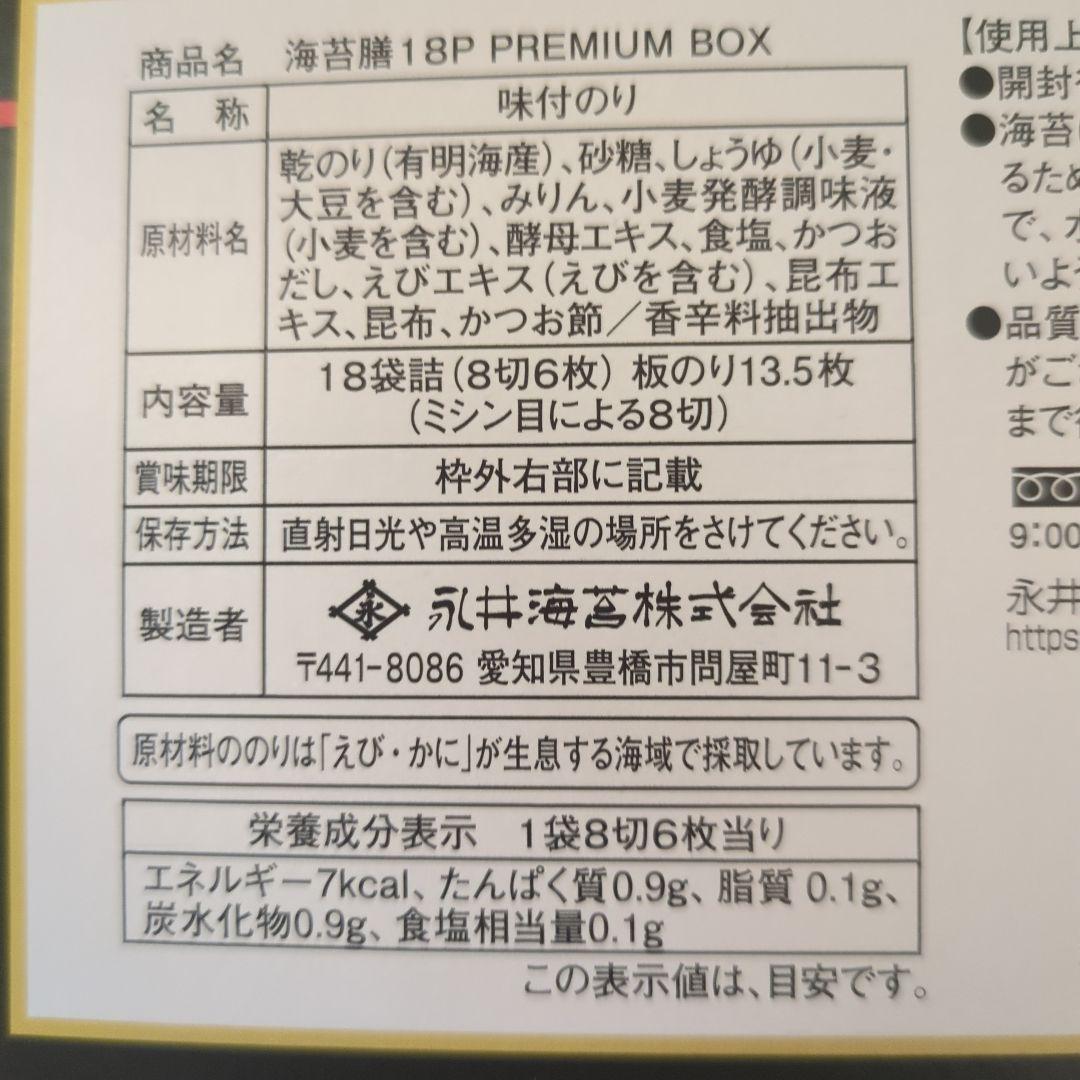 商品名 海苔膳18P PREMIUM BOX
名 称 味付のり
原材料名
乾のり(有明海産)、砂糖、しょうゆ(小麦・
大豆を含む)、みりん、小麦発酵調味液
(小麦を含む)、酵母エキス、食塩、かつお
だし、えびエキス(えびを含む)、昆布エ
キス、昆布、かつお節／香辛料抽出物
内容量
18袋詰(8切6枚) 板のり13.5枚
(ミシン目による8切)
賞味期限 枠外右部に記載
保存方法 直射日光や高温多湿の場所をさけてください。
製造者
永 永井海苔株式会社
〒441-8086 愛知県豊橋市問屋町11-3
原材料ののりは「えび・かに」が生息する海域で採取しています。
栄養成分表示 1袋8切6枚当り
エネルギー7kcal、たんぱく質0.9g、脂質 0.1g、
炭水化物0.9g、食塩相当量0.1g
この表示値は、目安です。
【使用上
●開封
●海苔
るため
で、
いよう
●品質
がご
まで
9:00
永井
https